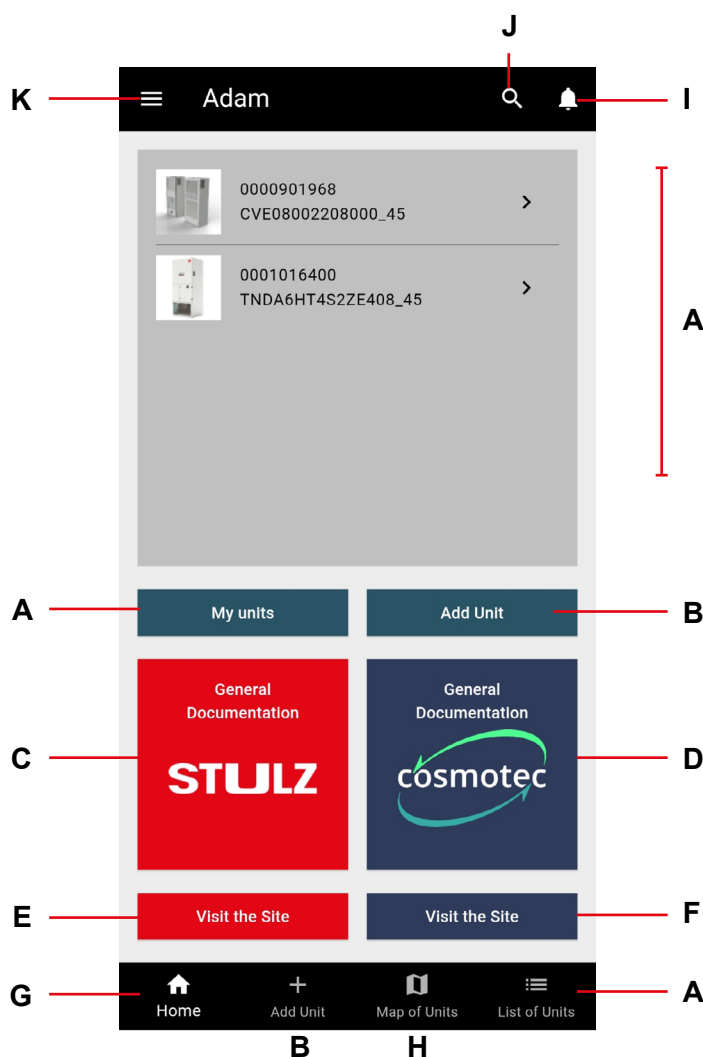 J
K
Adam
I
0000901968
CVE08002208000_45
0001016400
TNDA6HT4S2ZE408_45
A
A
My units
Add Unit
B
General
Documentation
STULZ
General
Documentation
cosmotec
C
D
E
Visit the Site
Visit the Site
F
G
Home
Add Unit
Map of Units
List of Units
A
B
H